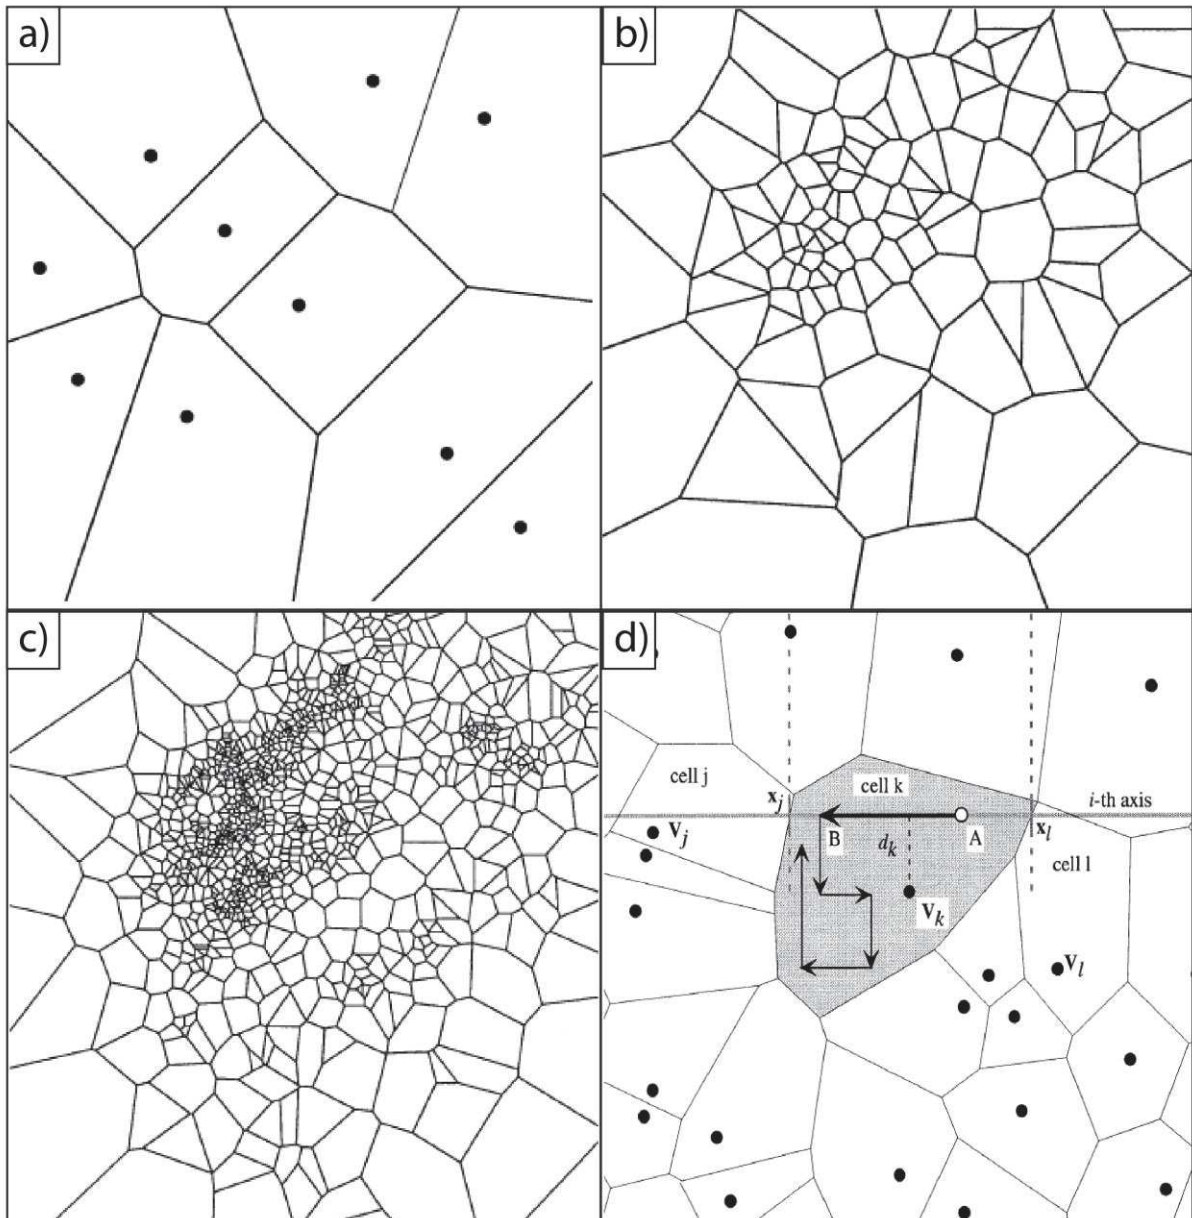 a)
b)
c)
d)
cell j
cell k
x_j
i-th axis
V_j
B
d_k
A
x_l
cell l
V_k
V_l